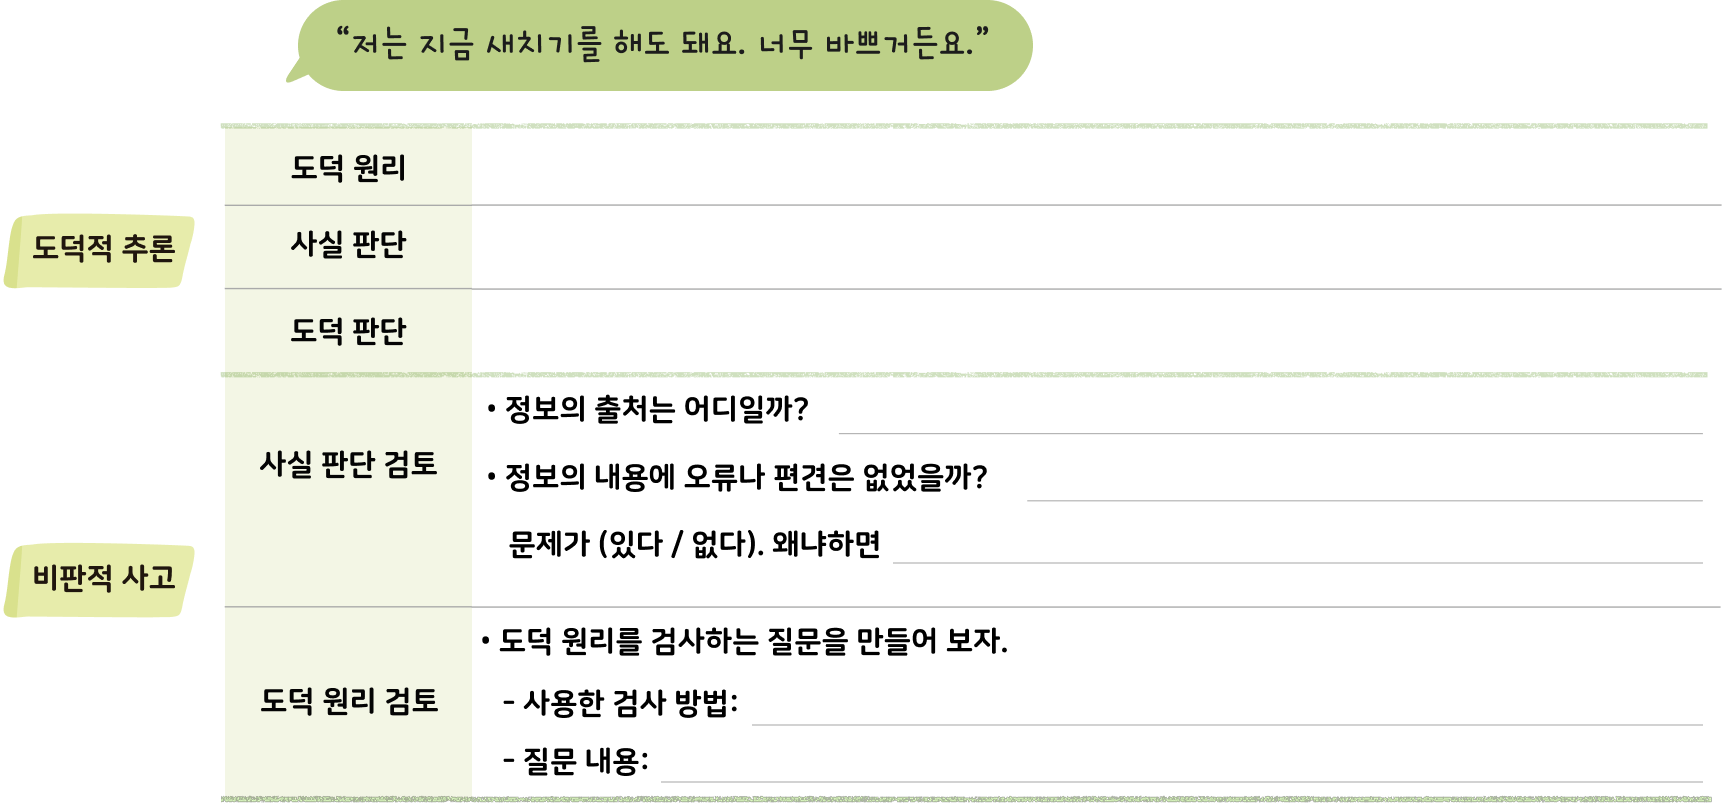 “저는 지금 새치기를 해도 돼요. 너무 바쁘거든요.”
도덕적 추론
도덕 원리
사실 판단
도덕 판단
비판적 사고
사실 판단 검토
• 정보의 출처는 어디일까?
• 정보의 내용에 오류나 편견은 없었을까?
문제가 (있다 / 없다). 왜냐하면
도덕 원리 검토
• 도덕 원리를 검사하는 질문을 만들어 보자.
- 사용한 검사 방법:
- 질문 내용: